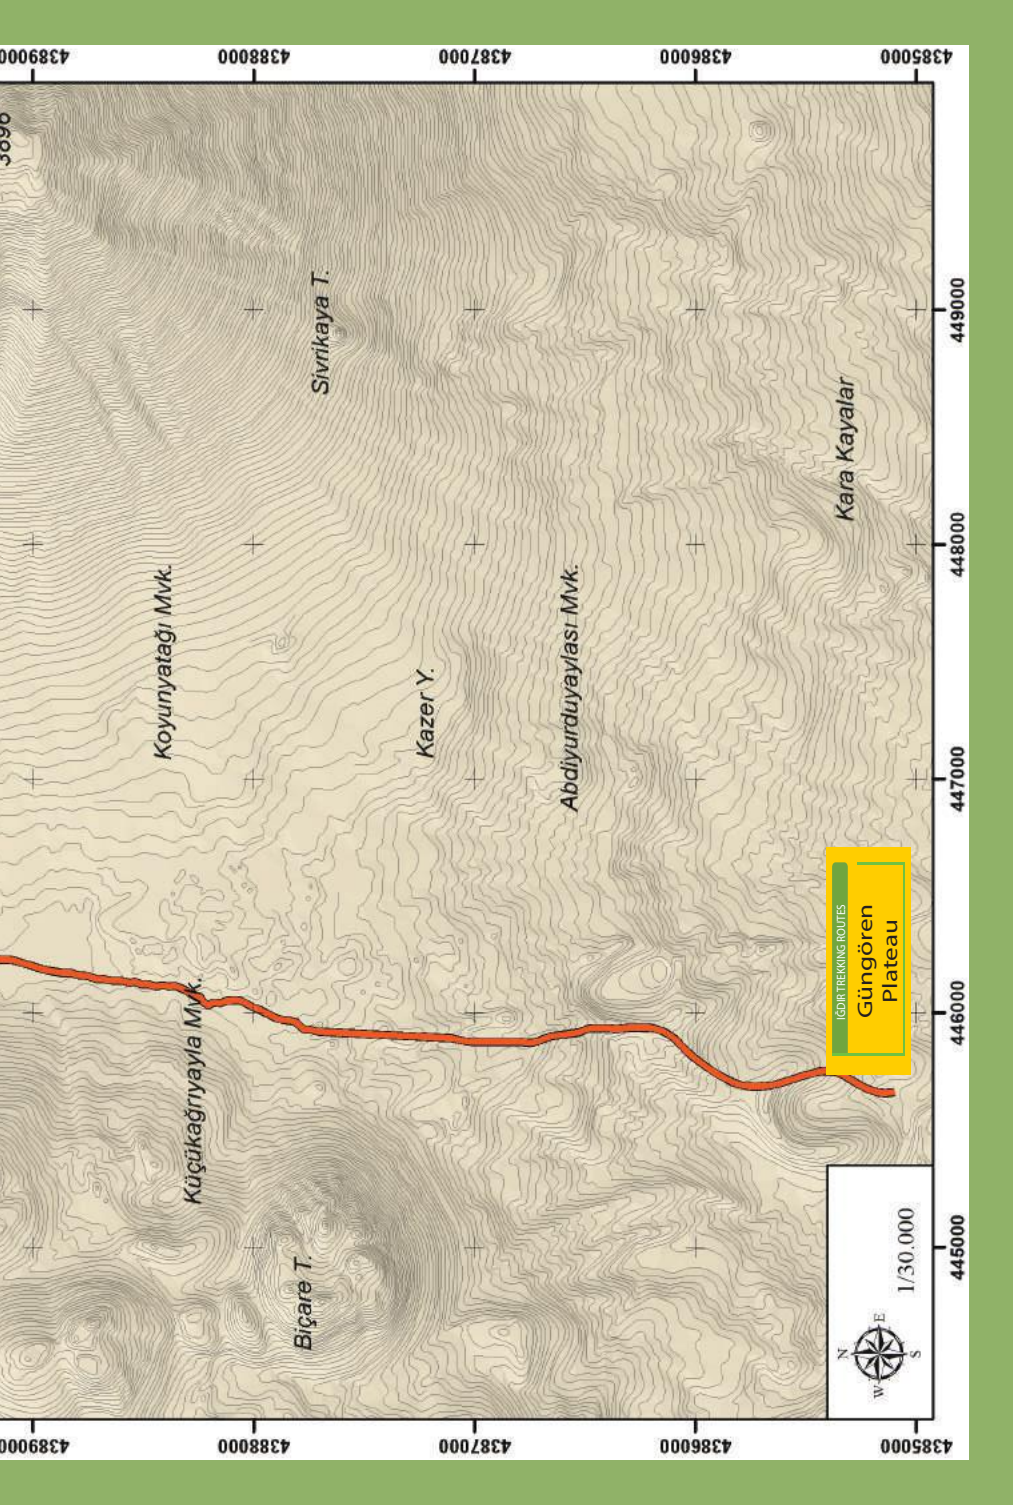 4389000
4388000
4387000
4386000
4385000
3896
Sivrikaya T.
449000
Kara Kayalar
448000
Koyunyatağı Mvk.
Kazer Y.
Abdiyurduyaylası Mvk.
447000
IĞDIR TREKKING ROUTES
Güngören
Plateau
446000
Küçükağrıyayla Mvk.
Biçare T.
445000
1/30.000
N
W
E
S
4389000
4388000
4387000
4386000
4385000